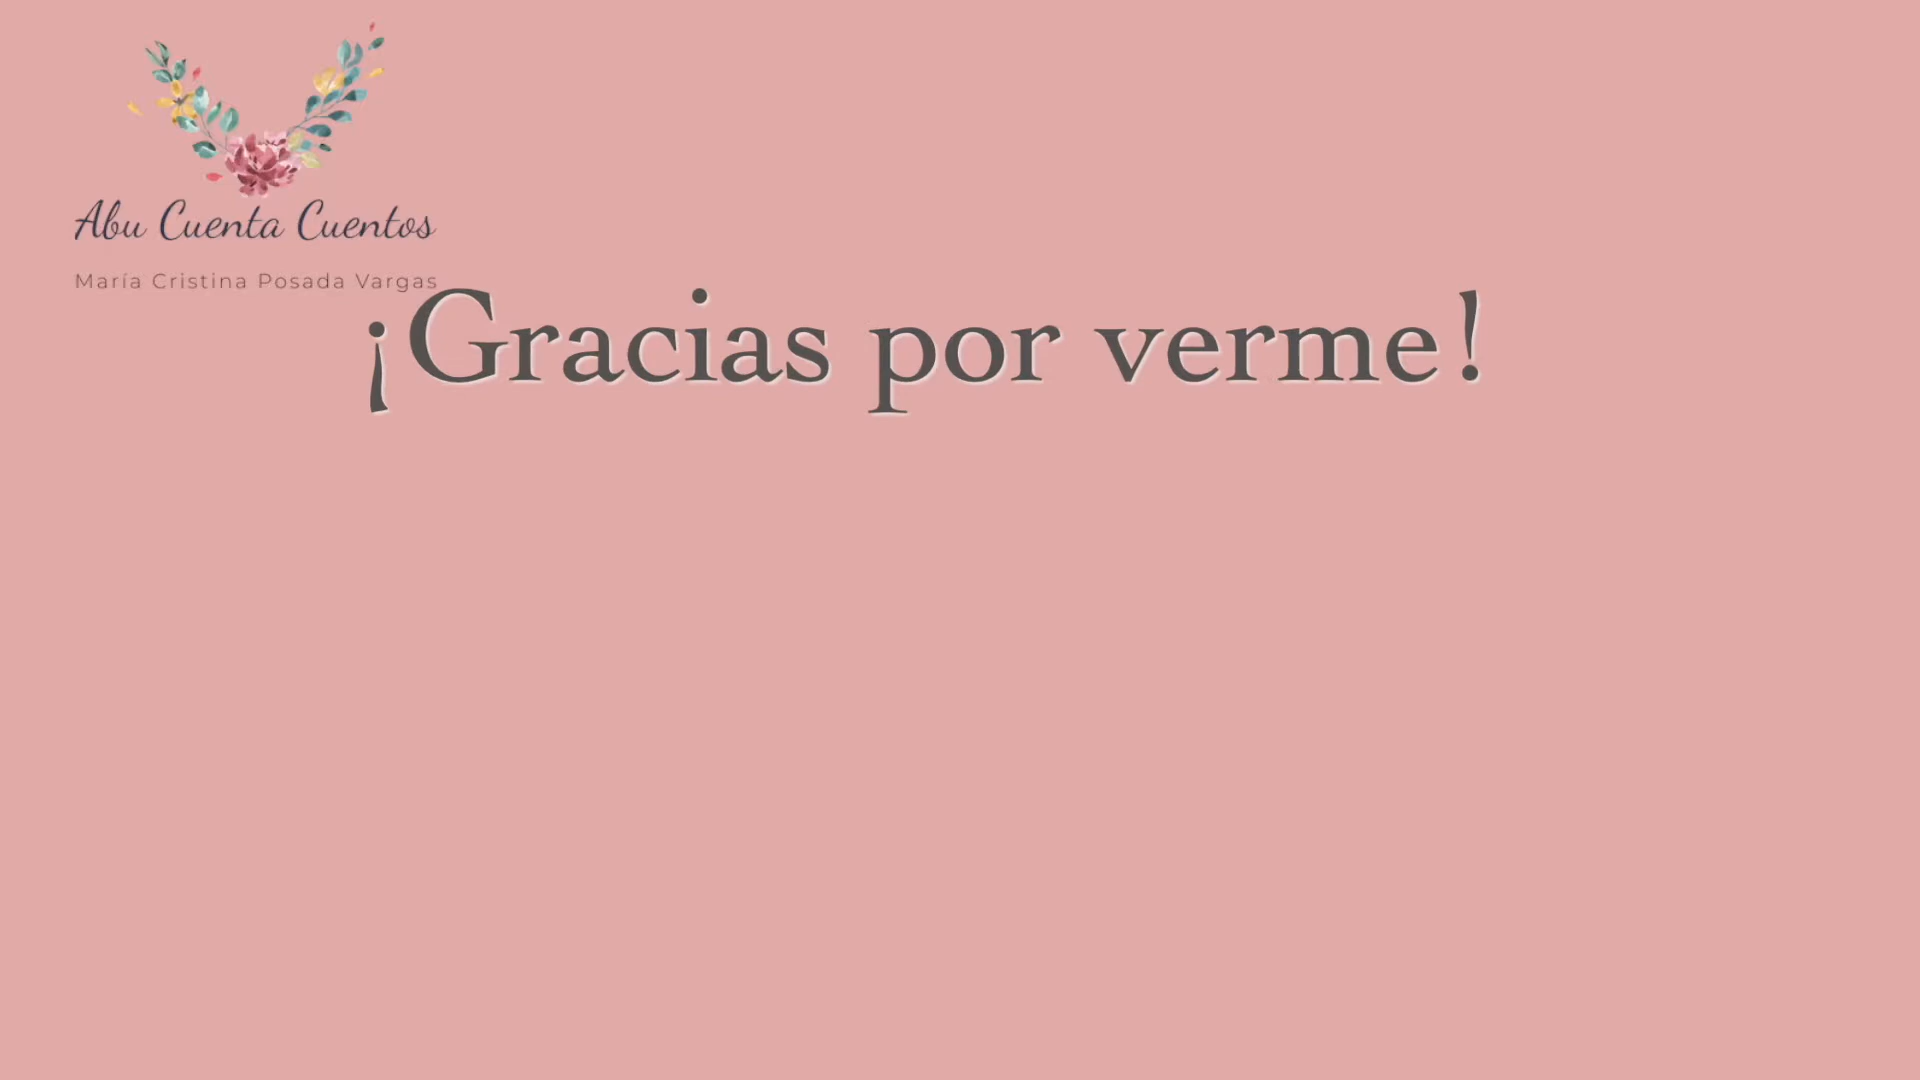 Abu Cuenta Cuentos
María Cristina Posada Vargas
¡Gracias por verme!